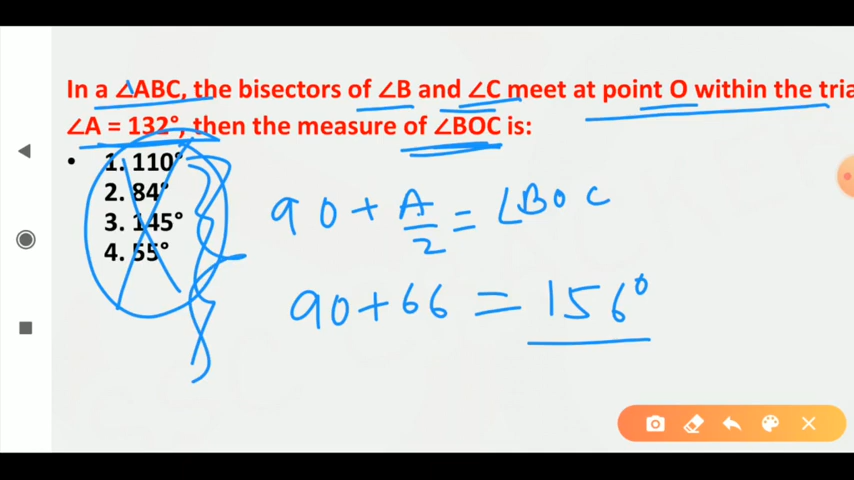 In a ∠ABC, the bisectors of ∠B and ∠C meet at point O within the tria
∠A = 132°, then the measure of ∠BOC is:
• 1. 110°
2. 84°
3. 145°
4. 55°
90 + A/2 = ∠BOC
90 + 66 = 156°